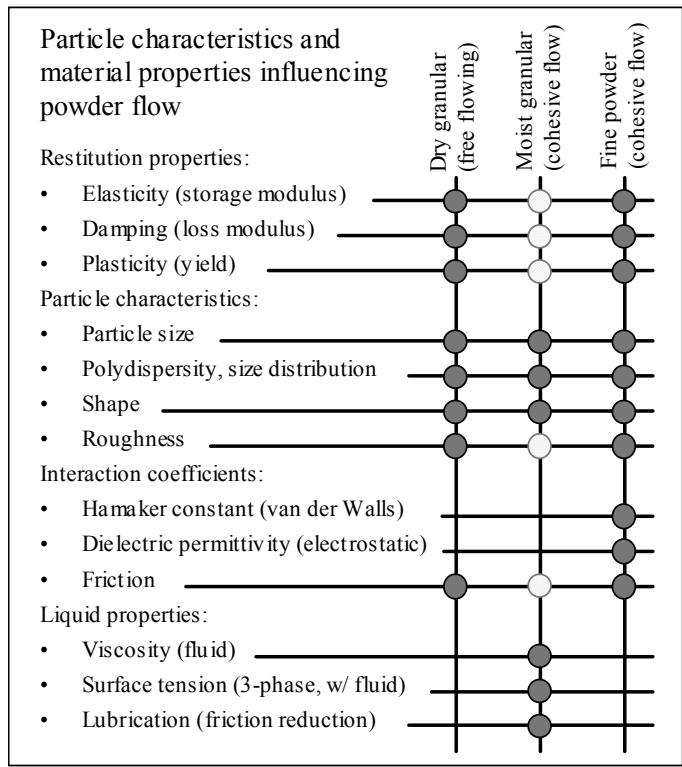 Particle characteristics and
material properties influencing
powder flow
Dry granular
(free flowing)
Moist granular
(cohesive flow)
Fine powder
(cohesive flow)
Restitution properties:
• Elasticity (storage modulus)
• Damping (loss modulus)
• Plasticity (yield)
Particle characteristics:
• Particle size
• Polydispersity, size distribution
• Shape
• Roughness
Interaction coefficients:
• Hamaker constant (van der Walls)
• Dielectric permittivity (electrostatic)
• Friction
Liquid properties:
• Viscosity (fluid)
• Surface tension (3-phase, w/ fluid)
• Lubrication (friction reduction)